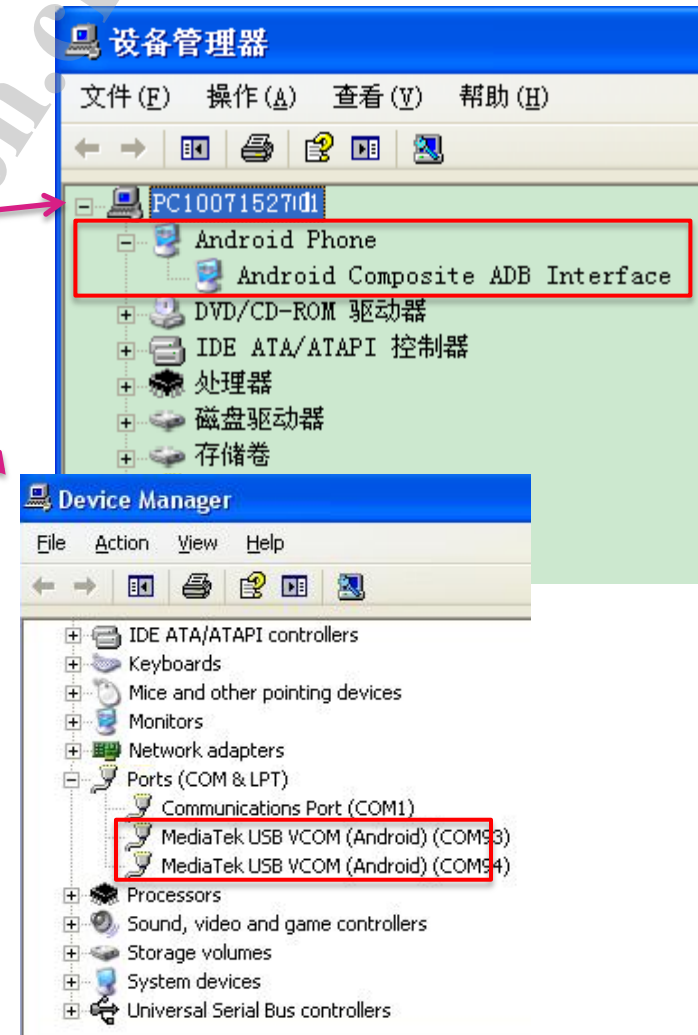 设备管理器
文件(F) 操作(A) 查看(V) 帮助(H)
Android Phone
Android Composite ADB Interface
DVD/CD-ROM 驱动器
IDE ATA/ATAPI 控制器
处理器
磁盘驱动器
存储卷
Device Manager
File Action View Help
IDE ATA/ATAPI controllers
Keyboards
Mice and other pointing devices
Monitors
Network adapters
Ports (COM & LPT)
Communications Port (COM1)
MediaTek USB VCOM (Android) (COM93)
MediaTek USB VCOM (Android) (COM94)
Processors
Sound, video and game controllers
Storage volumes
System devices
Universal Serial Bus controllers